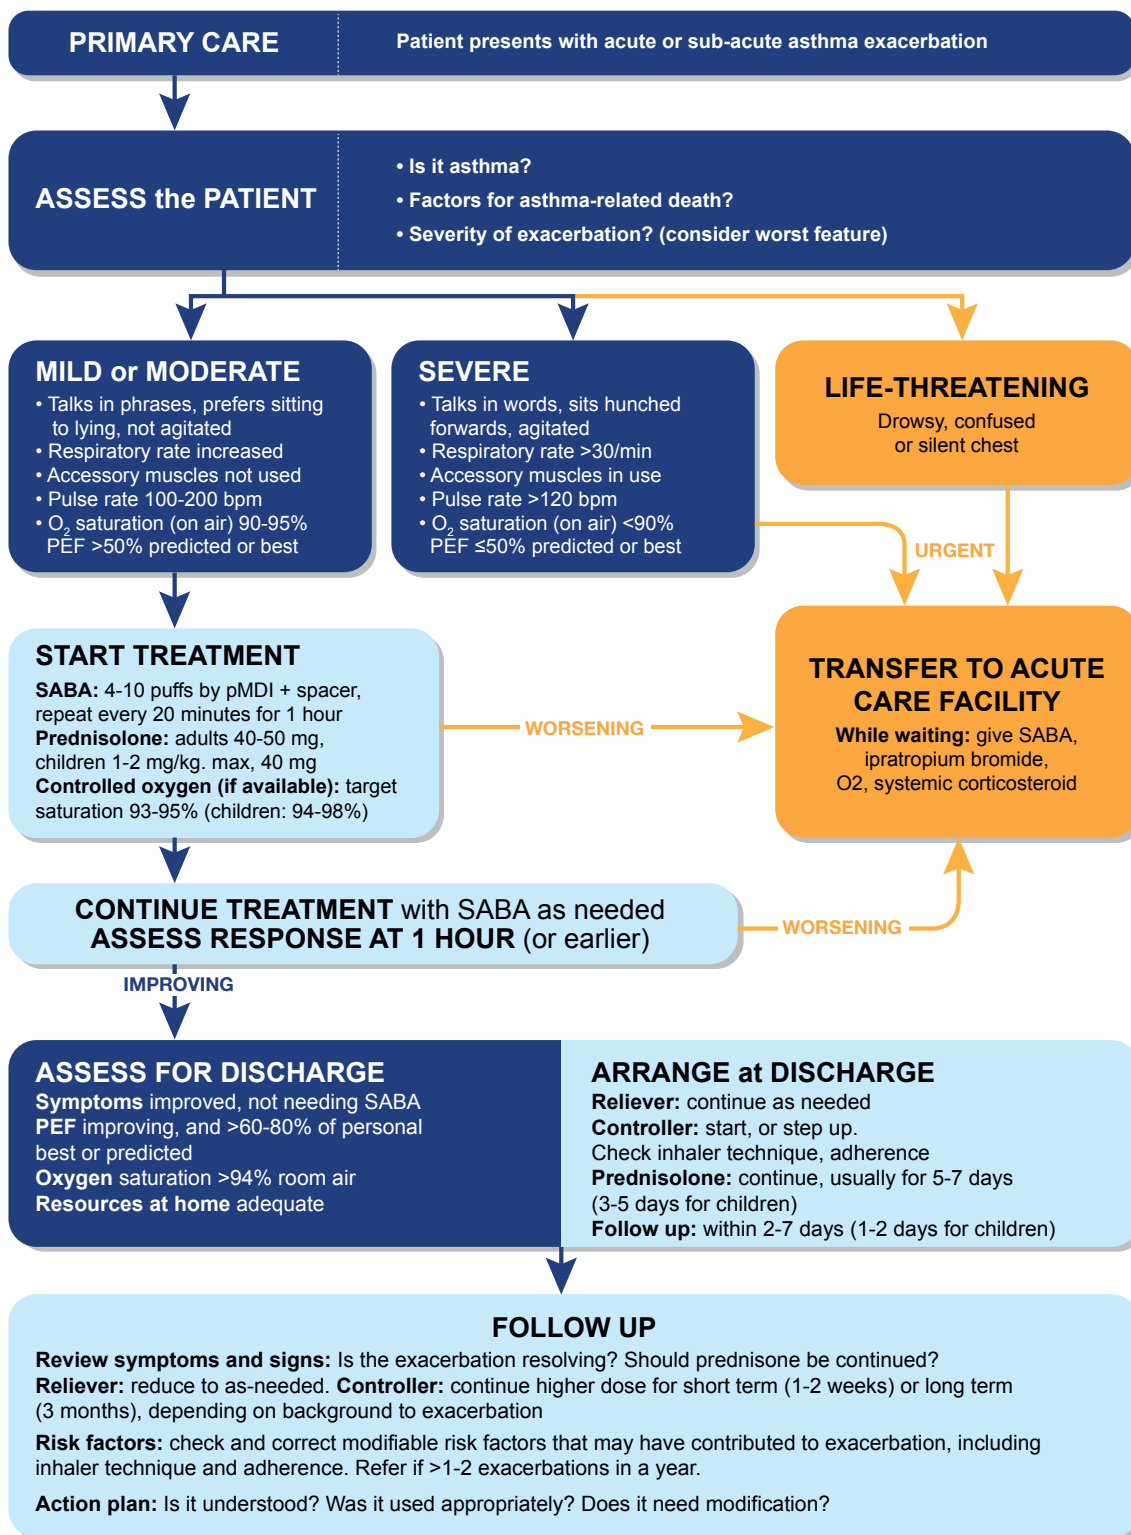 PRIMARY CARE
Patient presents with acute or sub-acute asthma exacerbation
ASSESS the PATIENT
• Is it asthma?
• Factors for asthma-related death?
• Severity of exacerbation? (consider worst feature)
MILD or MODERATE
• Talks in phrases, prefers sitting
to lying, not agitated
• Respiratory rate increased
• Accessory muscles not used
• Pulse rate 100-200 bpm
• O2 saturation (on air) 90-95%
PEF >50% predicted or best
SEVERE
• Talks in words, sits hunched
forwards, agitated
• Respiratory rate >30/min
• Accessory muscles in use
• Pulse rate >120 bpm
• O2 saturation (on air) <90%
PEF ≤50% predicted or best
LIFE-THREATENING
Drowsy, confused
or silent chest
URGENT
START TREATMENT
SABA: 4-10 puffs by pMDI + spacer,
repeat every 20 minutes for 1 hour
Prednisolone: adults 40-50 mg,
children 1-2 mg/kg. max, 40 mg
Controlled oxygen (if available): target
saturation 93-95% (children: 94-98%)
WORSENING
TRANSFER TO ACUTE
CARE FACILITY
While waiting: give SABA,
ipratropium bromide,
O2, systemic corticosteroid
CONTINUE TREATMENT with SABA as needed
ASSESS RESPONSE AT 1 HOUR (or earlier)
WORSENING
IMPROVING
ASSESS FOR DISCHARGE
Symptoms improved, not needing SABA
PEF improving, and >60-80% of personal
best or predicted
Oxygen saturation >94% room air
Resources at home adequate
ARRANGE at DISCHARGE
Reliever: continue as needed
Controller: start, or step up.
Check inhaler technique, adherence
Prednisolone: continue, usually for 5-7 days
(3-5 days for children)
Follow up: within 2-7 days (1-2 days for children)
FOLLOW UP
Review symptoms and signs: Is the exacerbation resolving? Should prednisone be continued?
Reliever: reduce to as-needed. Controller: continue higher dose for short term (1-2 weeks) or long term
(3 months), depending on background to exacerbation
Risk factors: check and correct modifiable risk factors that may have contributed to exacerbation, including
inhaler technique and adherence. Refer if >1-2 exacerbations in a year.
Action plan: Is it understood? Was it used appropriately? Does it need modification?